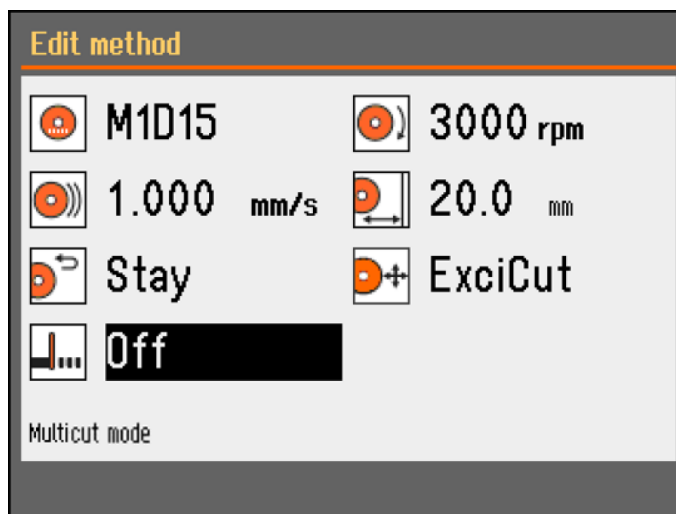 Edit method
M1D15 3000 rpm
1.000 mm/s 20.0 mm
Stay ExciCut
Off
Multicut mode